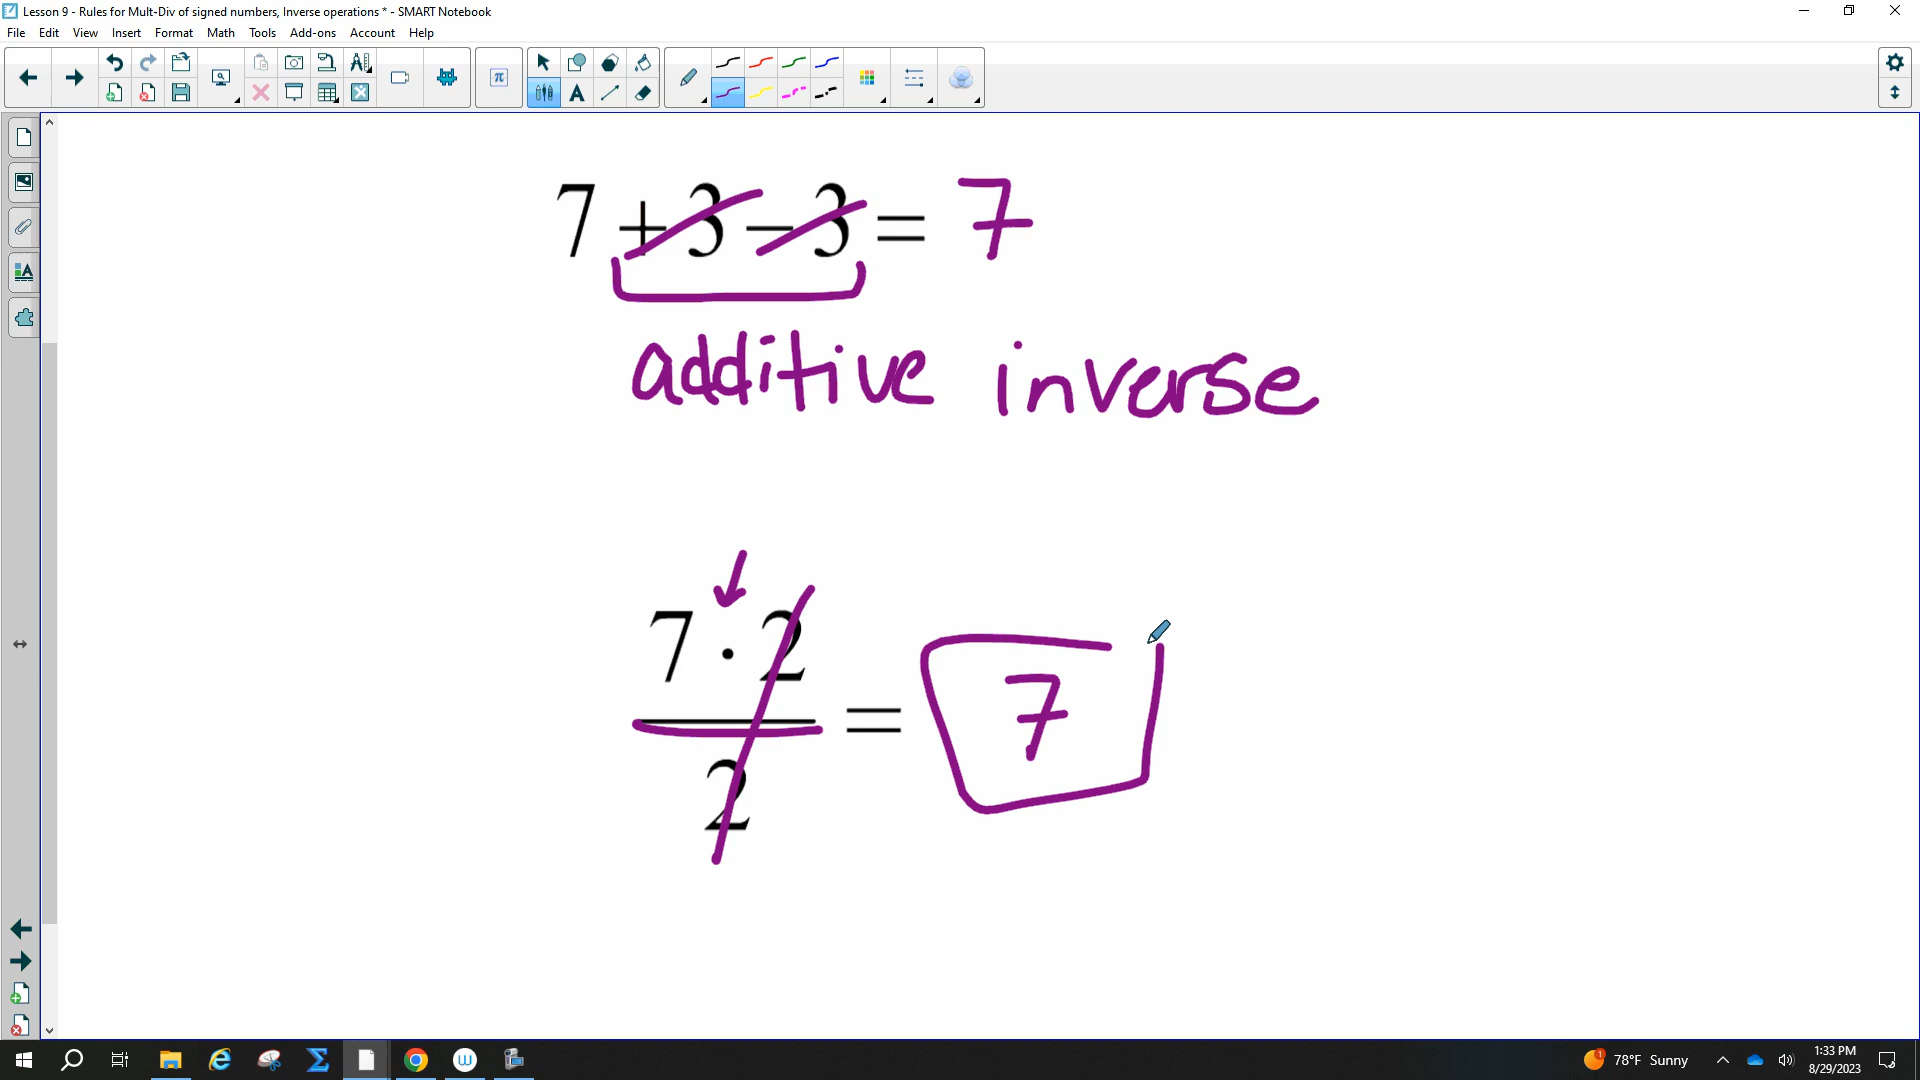 Lesson 9 - Rules for Mult-Div of signed numbers, Inverse operations * - SMART Notebook
File Edit View Insert Format Math Tools Add-ons Account Help
7 + 3 − 3 = 7
additive inverse
7 · 2
= 7
2
78°F Sunny
1:33 PM
8/29/2023